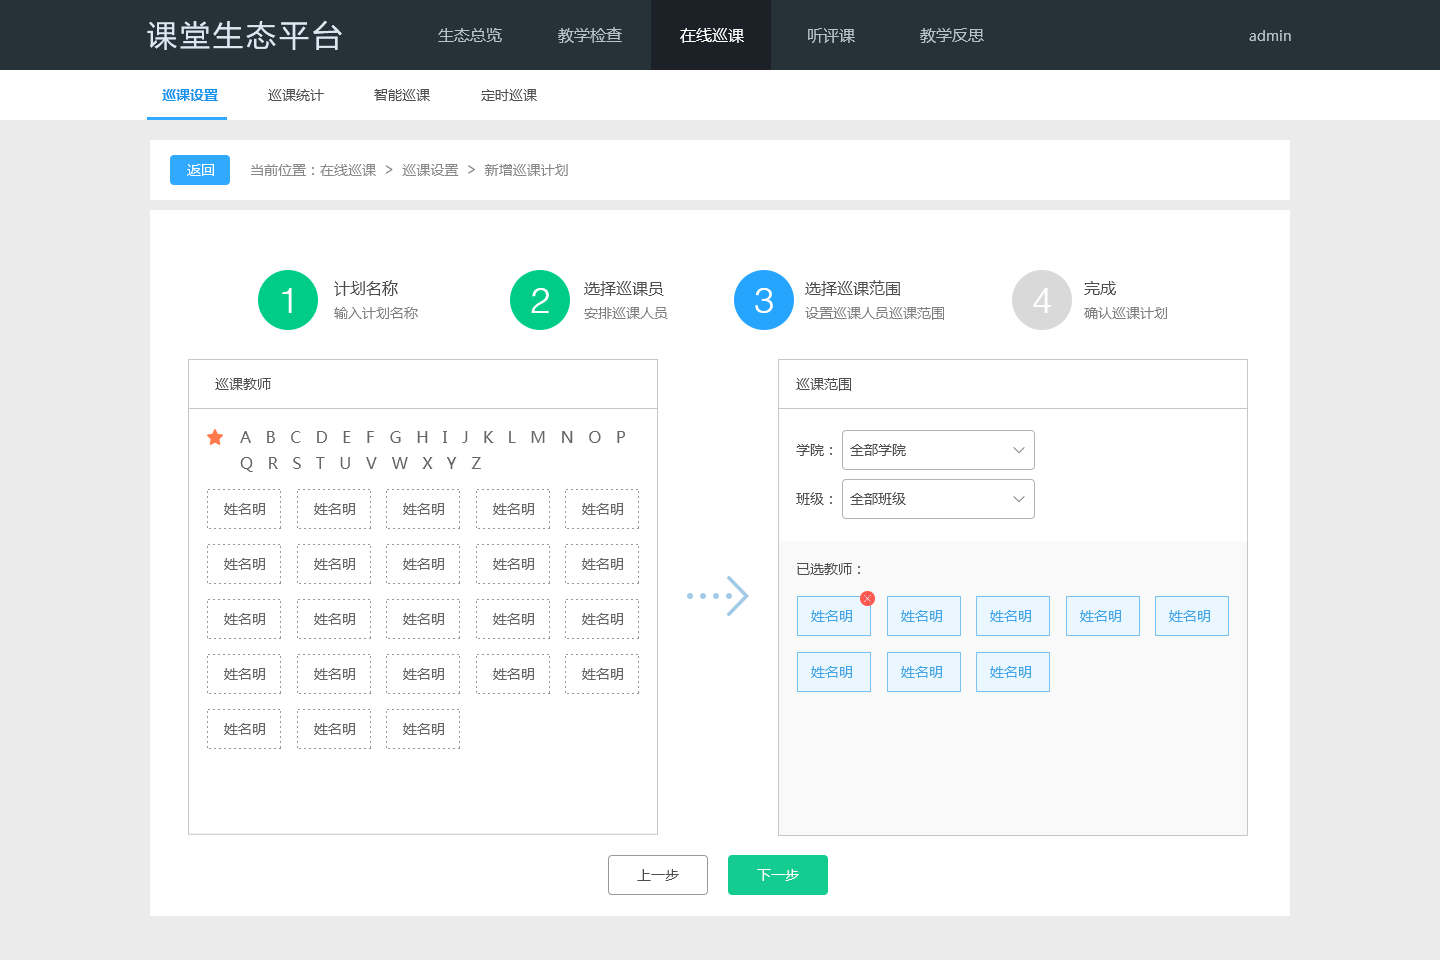 课堂生态平台 生态总览 教学检查 在线巡课 听评课 教学反思 admin
巡课设置 巡课统计 智能巡课 定时巡课
返回 当前位置：在线巡课 > 巡课设置 > 新增巡课计划
1 计划名称 2 选择巡课员 3 选择巡课范围 4 完成
输入计划名称 安排巡课人员 设置巡课人员巡课范围 确认巡课计划
巡课教师
A B C D E F G H I J K L M N O P
Q R S T U V W X Y Z
姓名明 姓名明 姓名明 姓名明 姓名明
姓名明 姓名明 姓名明 姓名明 姓名明
姓名明 姓名明 姓名明 姓名明 姓名明
姓名明 姓名明 姓名明 姓名明 姓名明
姓名明 姓名明 姓名明
巡课范围
学院： 全部学院
班级： 全部班级
已选教师：
姓名明 姓名明 姓名明 姓名明 姓名明
姓名明 姓名明 姓名明
上一步 下一步